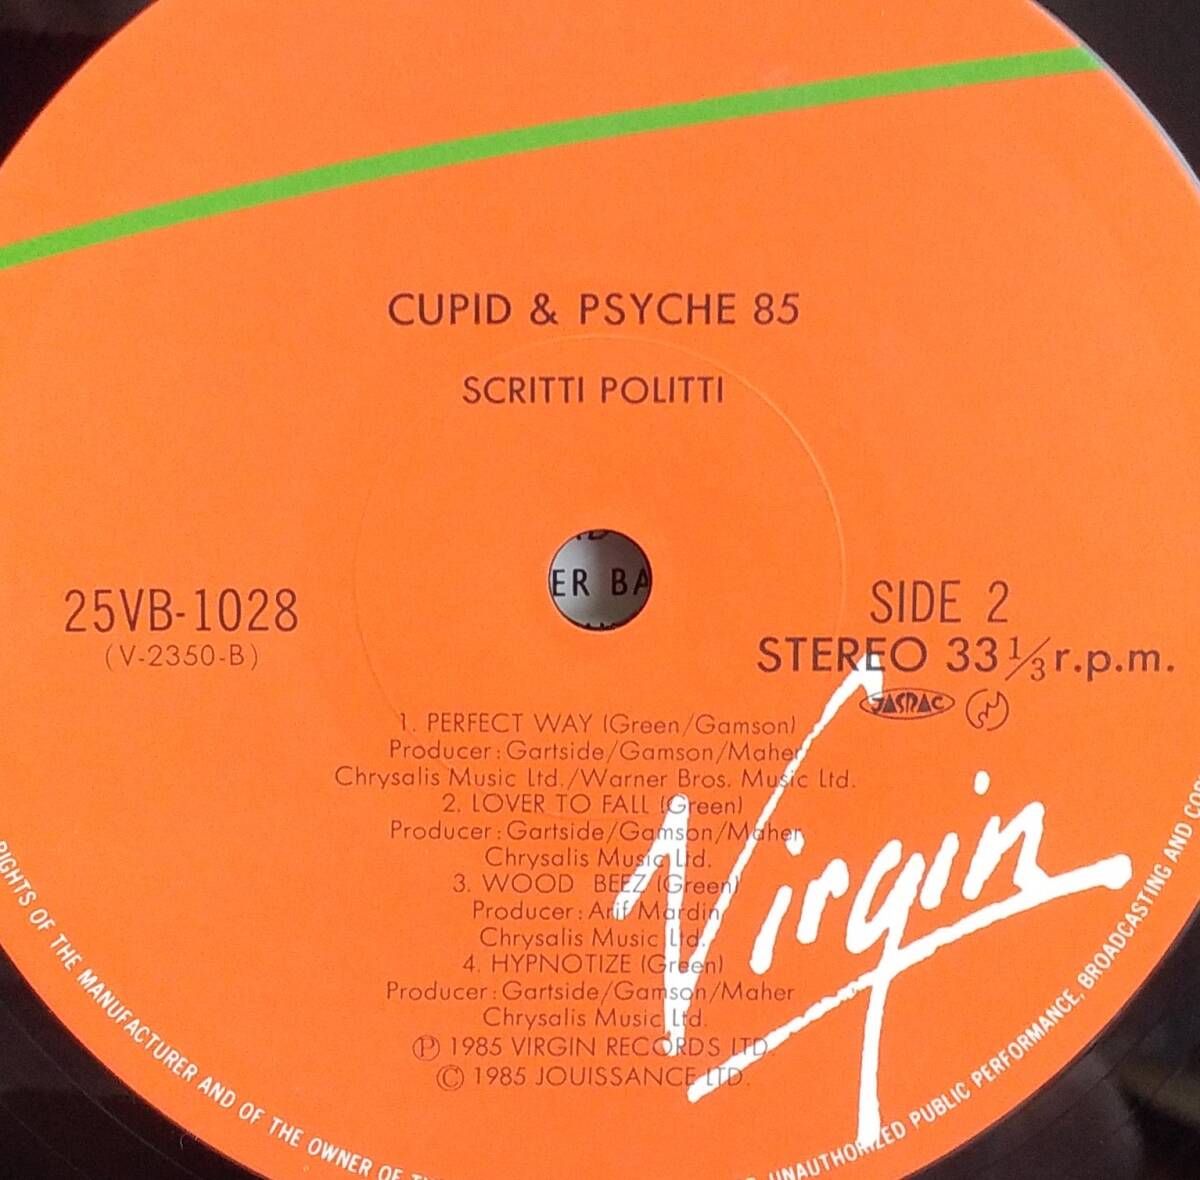 CUPID & PSYCHE 85
SCRITTI POLITTI
ER BA
25VB-1028
(V-2350-B)
SIDE 2
STEREO 33 1/3 r.p.m.
JASRAC
1. PERFECT WAY (Green/Gamson)
Producer: Gartside/Gamson/Maher
Chrysalis Music Ltd./Warner Bros. Music Ltd.
2. LOVER TO FALL (Green)
Producer: Gartside/Gamson/Maher
Chrysalis Music Ltd.
3. WOOD BEEZ (Green)
Producer: Arif Mardin
Chrysalis Music Ltd.
4. HYPNOTIZE (Green)
Producer: Gartside/Gamson/Maher
Chrysalis Music Ltd.
Ⓟ 1985 VIRGIN RECORDS LTD.
© 1985 JOUISSANCE LTD.
Virgin
RIGHTS OF THE MANUFACTURER AND OF THE OWNER OF
UNAUTHORIZED PUBLIC PERFORMANCE, BROADCASTING AND